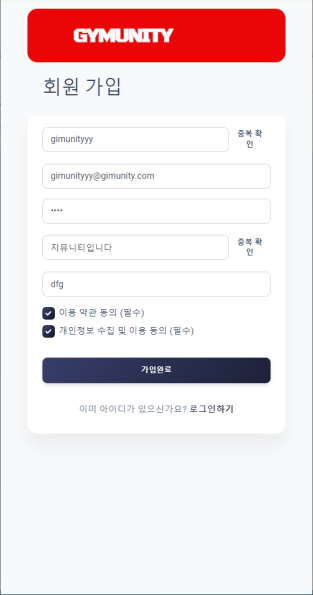 GYMUNITY
회원 가입
gimunityyy
중복 확
인
gimunityyy@gimunity.com
••••
지뮤니티입니다
중복 확
인
dfg
이용 약관 동의 (필수)
개인정보 수집 및 이용 동의 (필수)
가입완료
이미 아이디가 있으신가요? 로그인하기